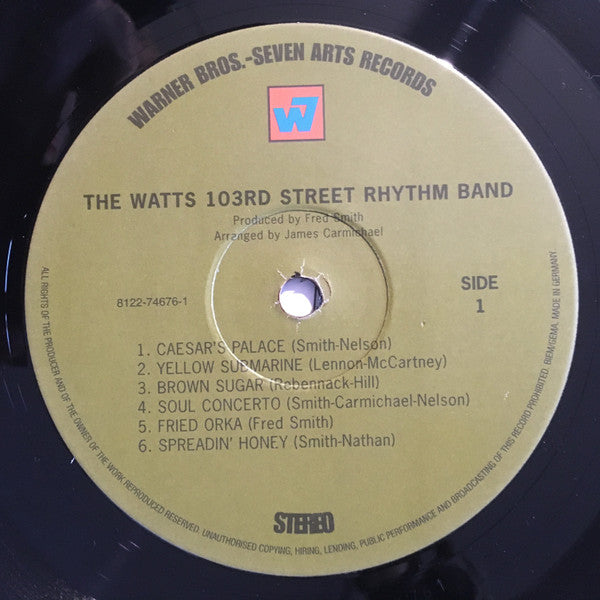 WARNER BROS.-SEVEN ARTS RECORDS
W7
THE WATTS 103RD STREET RHYTHM BAND
Produced by Fred Smith
Arranged by James Carmichael
8122-74676-1
SIDE
1
1. CAESAR'S PALACE (Smith-Nelson)
2. YELLOW SUBMARINE (Lennon-McCartney)
3. BROWN SUGAR (Rebennack-Hill)
4. SOUL CONCERTO (Smith-Carmichael-Nelson)
5. FRIED ORKA (Fred Smith)
6. SPREADIN' HONEY (Smith-Nathan)
STEREO
ALL RIGHTS OF THE PRODUCER AND OF THE OWNER OF THE WORK REPRODUCED RESERVED. UNAUTHORISED COPYING, HIRING, LENDING, PUBLIC PERFORMANCE AND BROADCASTING OF THIS RECORD PROHIBITED. BIEM/GEMA. MADE IN GERMANY